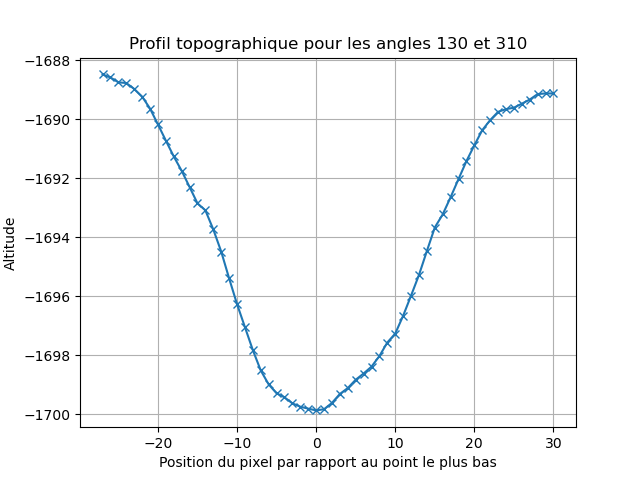 Profil topographique pour les angles 130 et 310
Altitude
−1688
−1690
−1692
−1694
−1696
−1698
−1700
−20 −10 0 10 20 30
Position du pixel par rapport au point le plus bas